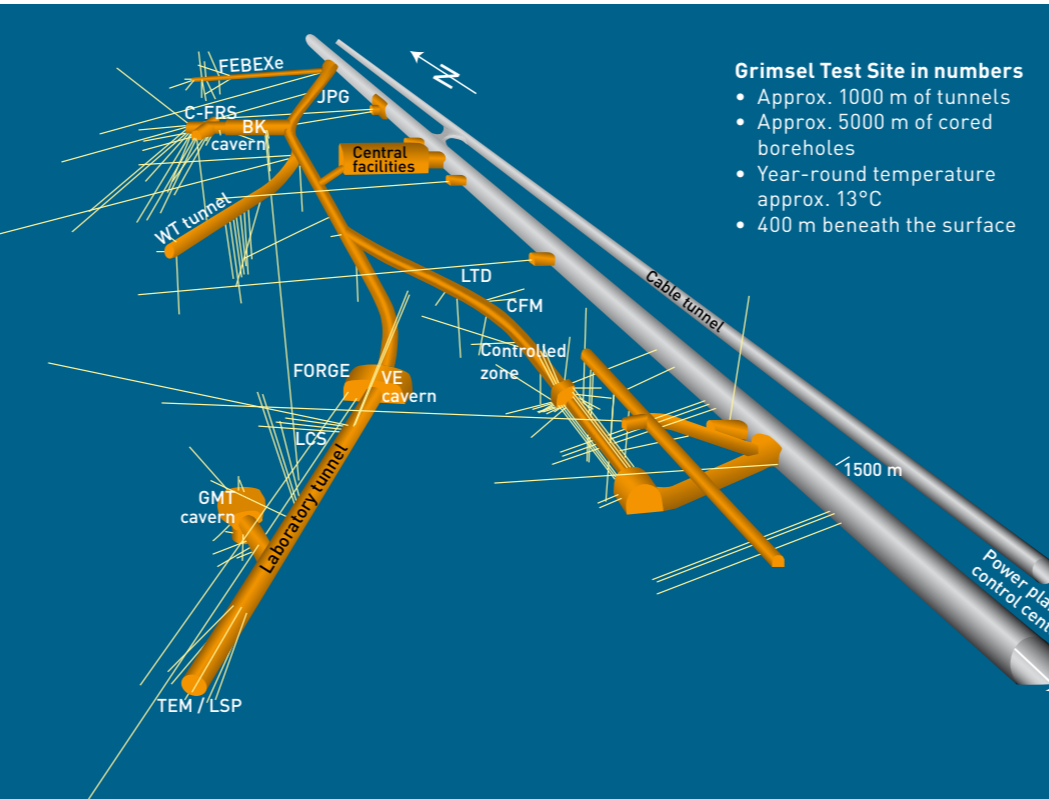 FEBEXe
JPG
N
Grimsel Test Site in numbers
• Approx. 1000 m of tunnels
• Approx. 5000 m of cored
boreholes
• Year-round temperature
approx. 13°C
• 400 m beneath the surface
C-FRS
BK
cavern
Central
facilities
WT tunnel
LTD
CFM
Cable tunnel
Controlled
zone
FORGE
VE
cavern
LCS
Laboratory tunnel
GMT
cavern
1500 m
Power
control
TEM / LSP